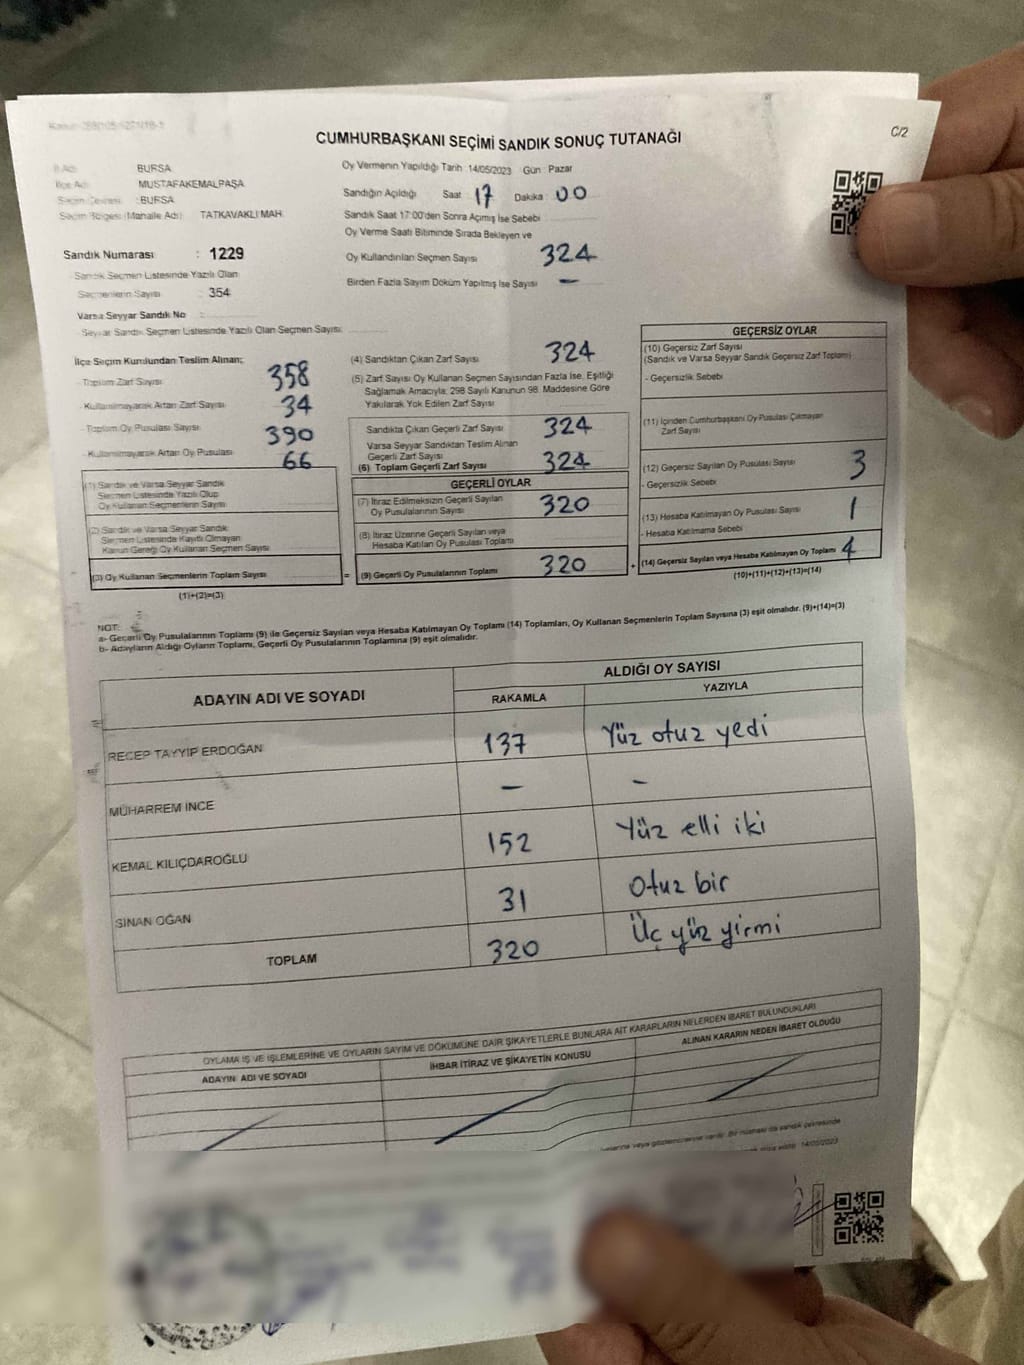 C/2
CUMHURBAŞKANI SEÇİMİ SANDIK SONUÇ TUTANAĞI
İl Adı BURSA
İlçe Adı MUSTAFAKEMALPAŞA
Seçim Çevresi : BURSA
Seçim Bölgesi (Mahalle Adı) TATKAVAKLI MAH.
Sandık Numarası : 1229
Sandık Seçmen Listesinde Yazılı Olan
Seçmenlerin Sayısı : 354
Varsa Seyyar Sandık No :
Seyyar Sandık Seçmen Listesinde Yazılı Olan Seçmen Sayısı:
Oy Vermenin Yapıldığı Tarih 14/05/2023 Gün : Pazar
Sandığın Açıldığı Saat 17 Dakika 00
Sandık Saat 17:00'den Sonra Açımış İse Sebebi
Oy Verme Saati Bitiminde Sırada Bekleyen ve
Oy Kullandırılan Seçmen Sayısı 324
Birden Fazla Sayım Döküm Yapılmış İse Sayısı —
İlçe Seçim Kurulundan Teslim Alınan;
- Toplam Zarf Sayısı 358
- Kullanılmayarak Artan Zarf Sayısı 34
- Toplam Oy Pusulası Sayısı 390
- Kullanılmayarak Artan Oy Pusulası 66
(1) Sandık ve Varsa Seyyar Sandık
Seçmen Listesinde Yazılı Olup
Oy Kullanan Seçmenlerin Sayısı
(2) Sandık ve Varsa Seyyar Sandık
Seçmen Listesinde Kayıtlı Olmayan
Kanun Gereği Oy Kullanan Seçmen Sayısı
(3) Oy Kullanan Seçmenlerin Toplam Sayısı
(1)+(2)=(3)
(4) Sandıktan Çıkan Zarf Sayısı 324
(5) Zarf Sayısı Oy Kullanan Seçmen Sayısından Fazla İse, Eşitliği
Sağlamak Amacıyla, 298 Sayılı Kanunun 98. Maddesine Göre
Yakılarak Yok Edilen Zarf Sayısı
Sandıkta Çıkan Geçerli Zarf Sayısı 324
Varsa Seyyar Sandıktan Teslim Alınan
Geçerli Zarf Sayısı
(6) Toplam Geçerli Zarf Sayısı 324
GEÇERLİ OYLAR
(7) İtiraz Edilmeksizin Geçerli Sayılan
Oy Pusulalarının Sayısı 320
(8) İtiraz Üzerine Geçerli Sayılan veya
Hesaba Katılan Oy Pusulası Toplamı
= (9) Geçerli Oy Pusulalarının Toplamı 320 +
GEÇERSİZ OYLAR
(10) Geçersiz Zarf Sayısı
(Sandık ve Varsa Seyyar Sandık Geçersiz Zarf Toplamı)
- Geçersizlik Sebebi
(11) İçinden Cumhurbaşkanı Oy Pusulası Çıkmayan
Zarf Sayısı
(12) Geçersiz Sayılan Oy Pusulası Sayısı 3
- Geçersizlik Sebebi
(13) Hesaba Katılmayan Oy Pusulası Sayısı 1
- Hesaba Katılmama Sebebi
(14) Geçersiz Sayılan veya Hesaba Katılmayan Oy Toplamı 4
(10)+(11)+(12)+(13)=(14)
NOT:
a- Geçerli Oy Pusulalarının Toplamı (9) ile Geçersiz Sayılan veya Hesaba Katılmayan Oy Toplamı (14) Toplamları, Oy Kullanan Seçmenlerin Toplam Sayısına (3) eşit olmalıdır. (9)+(14)=(3)
b- Adayların Aldığı Oyların Toplamı, Geçerli Oy Pusulalarının Toplamına (9) eşit olmalıdır.
ADAYIN ADI VE SOYADI ALDIĞI OY SAYISI
RAKAMLA YAZIYLA
RECEP TAYYİP ERDOĞAN 137 Yüz otuz yedi
MUHARREM İNCE — -
KEMAL KILIÇDAROĞLU 152 Yüz elli iki
SİNAN OĞAN 31 Otuz bir
TOPLAM 320 Üç yüz yirmi
OYLAMA İŞ VE İŞLEMLERİNE VE OYLARIN SAYIM VE DÖKÜMÜNE DAİR ŞİKAYETLERLE BUNLARA AİT KARARLARIN NELERDEN İBARET BULUNDUKLARI
ADAYIN ADI VE SOYADI İHBAR İTİRAZ VE ŞİKAYETİN KONUSU ALINAN KARARIN NEDEN İBARET OLDUĞU
veya gözlemcilerine verilir. Bir nüshası da sandık çevresinde
14/05/2023